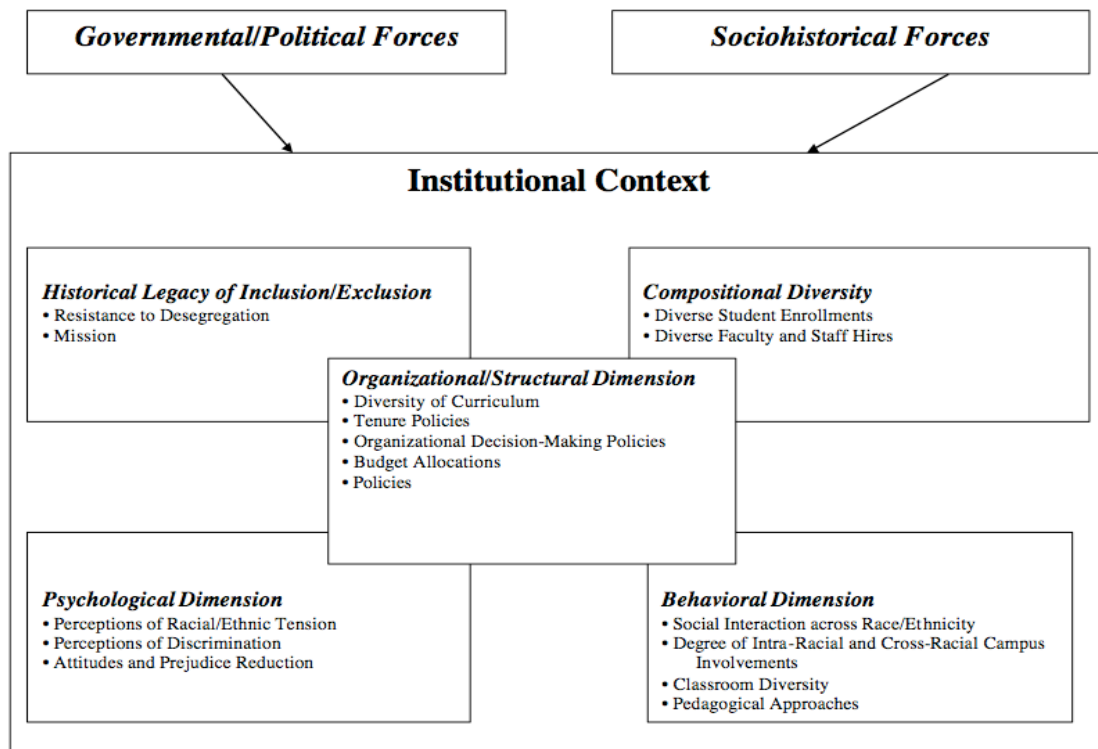 Governmental/Political Forces
Sociohistorical Forces
Institutional Context
Historical Legacy of Inclusion/Exclusion
• Resistance to Desegregation
• Mission
Compositional Diversity
• Diverse Student Enrollments
• Diverse Faculty and Staff Hires
Organizational/Structural Dimension
• Diversity of Curriculum
• Tenure Policies
• Organizational Decision-Making Policies
• Budget Allocations
• Policies
Psychological Dimension
• Perceptions of Racial/Ethnic Tension
• Perceptions of Discrimination
• Attitudes and Prejudice Reduction
Behavioral Dimension
• Social Interaction across Race/Ethnicity
• Degree of Intra-Racial and Cross-Racial Campus
Involvements
• Classroom Diversity
• Pedagogical Approaches